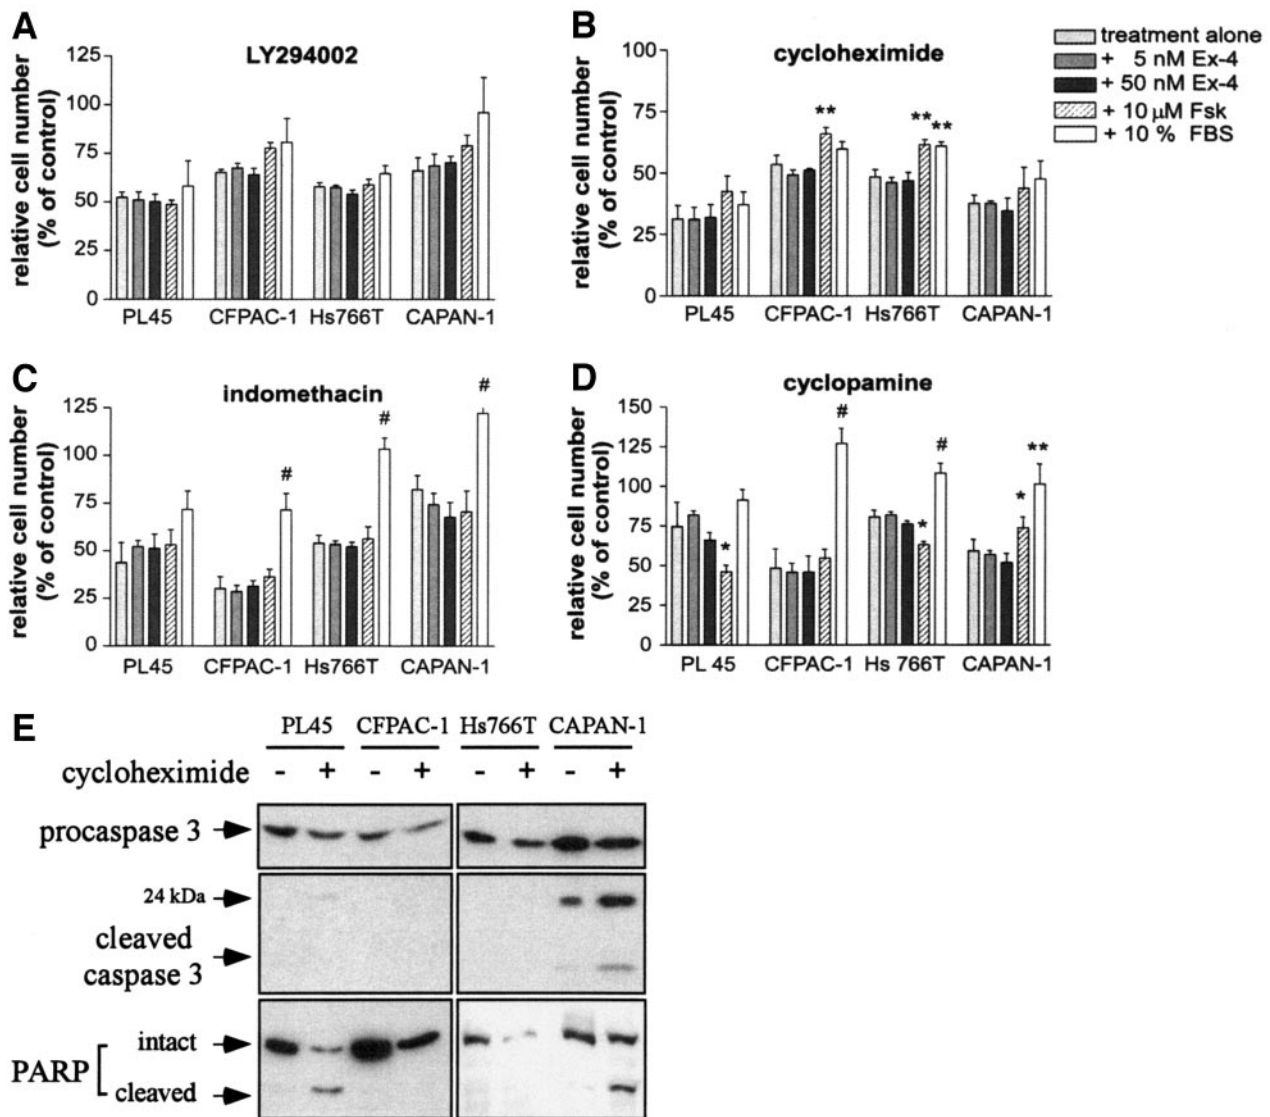 A
LY294002
relative cell number
(% of control)
125
100
75
50
25
0
PL45 CFPAC-1 Hs766T CAPAN-1
B
cycloheximide
relative cell number
(% of control)
100
75
50
25
0
** ** **
PL45 CFPAC-1 Hs766T CAPAN-1
treatment alone
+ 5 nM Ex-4
+ 50 nM Ex-4
+ 10 μM Fsk
+ 10 % FBS
C
indomethacin
relative cell number
(% of control)
125
100
75
50
25
0
# # #
PL45 CFPAC-1 Hs766T CAPAN-1
D
cyclopamine
relative cell number
(% of control)
150
125
100
75
50
25
0
* # * # * **
PL 45 CFPAC-1 Hs 766T CAPAN-1
E
PL45 CFPAC-1 Hs766T CAPAN-1
cycloheximide - + - + - + - +
procaspase 3
24 kDa
cleaved
caspase 3
PARP
intact
cleaved